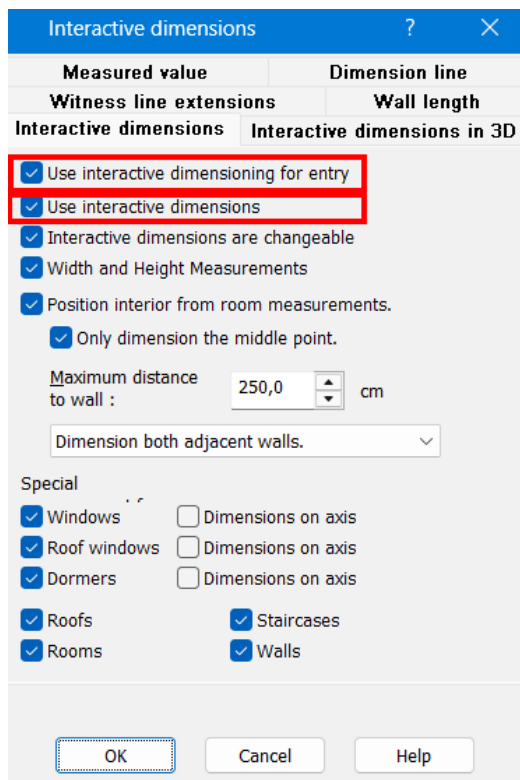 Interactive dimensions ? ×
Measured value Dimension line
Witness line extensions Wall length
Interactive dimensions Interactive dimensions in 3D
Use interactive dimensioning for entry
Use interactive dimensions
Interactive dimensions are changeable
Width and Height Measurements
Position interior from room measurements.
Only dimension the middle point.
Maximum distance
to wall : 250,0 cm
Dimension both adjacent walls.
Special
Windows Dimensions on axis
Roof windows Dimensions on axis
Dormers Dimensions on axis
Roofs Staircases
Rooms Walls
OK Cancel Help